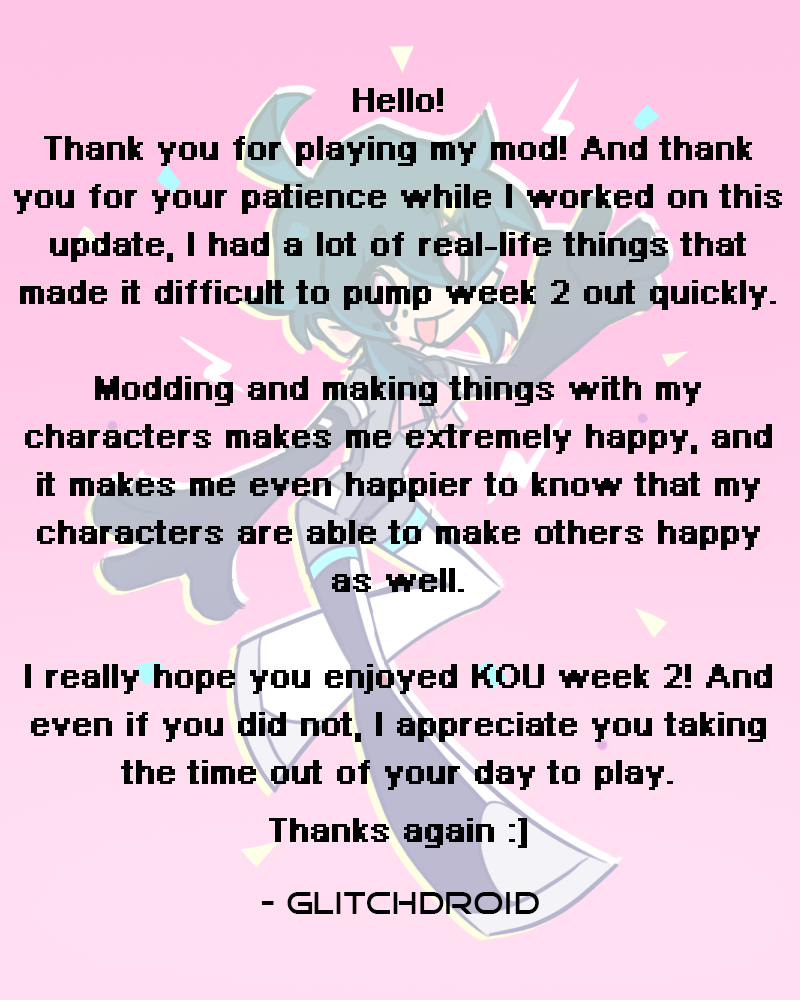 Hello!
Thank you for playing my mod! And thank
you for your patience while I worked on this
update, I had a lot of real-life things that
made it difficult to pump week 2 out quickly.
Modding and making things with my
characters makes me extremely happy, and
it makes me even happier to know that my
characters are able to make others happy
as well.
I really hope you enjoyed KOU week 2! And
even if you did not, I appreciate you taking
the time out of your day to play.
Thanks again :]
- GLITCHDROID